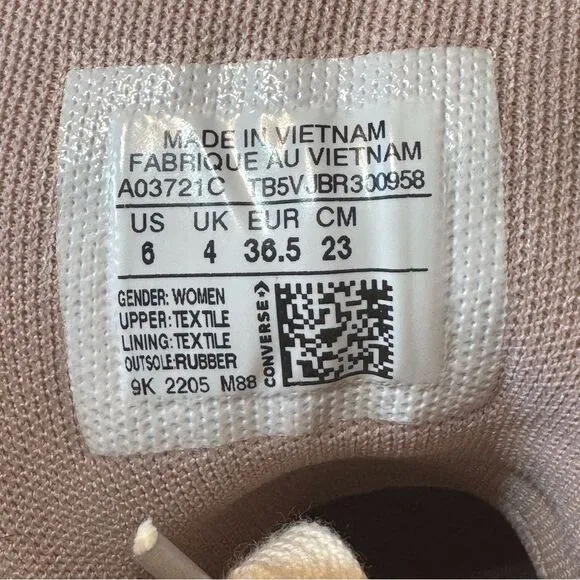 MADE IN VIETNAM
FABRIQUE AU VIETNAM
A03721C TB5VJBR300958
US UK EUR CM
6 4 36.5 23
GENDER: WOMEN
UPPER: TEXTILE
LINING: TEXTILE
OUTSOLE: RUBBER
9K 2205 M88
CONVERSE